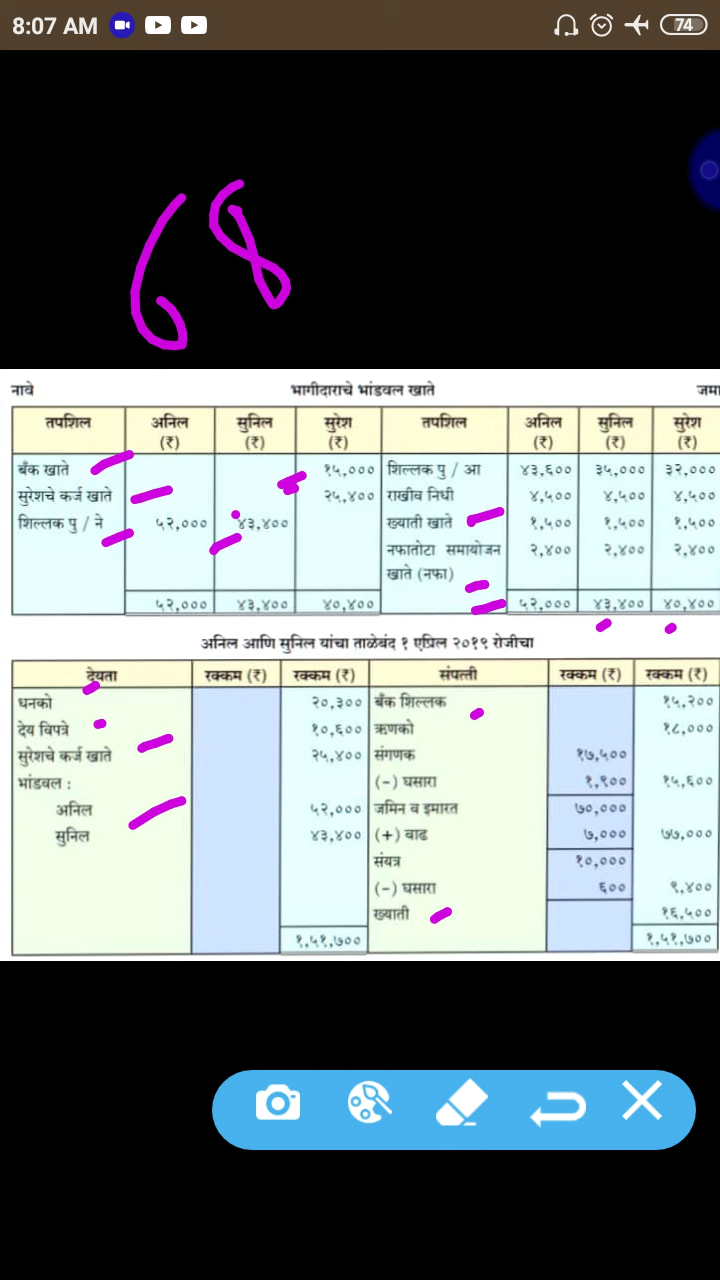 8:07 AM 74
68
नावे भागीदाराचे भांडवल खाते जमा
तपशिल अनिल (₹) सुनिल (₹) सुरेश (₹) तपशिल अनिल (₹) सुनिल (₹) सुरेश (₹)
बँक खाते १५,००० शिल्लक पु / आ ४३,६०० ३५,००० ३२,०००
सुरेशचे कर्ज खाते २५,४०० राखीव निधी ४,५०० ४,५०० ४,५००
शिल्लक पु / ने ५२,००० ४३,४०० ख्याती खाते १,५०० १,५०० १,५००
नफातोटा समायोजन २,४०० २,४०० २,४००
खाते (नफा)
५२,००० ४३,४०० ४०,४०० ५२,००० ४३,४०० ४०,४००
अनिल आणि सुनिल यांचा ताळेबंद १ एप्रिल २०१९ रोजीचा
देयता रक्कम (₹) रक्कम (₹) संपत्ती रक्कम (₹) रक्कम (₹)
धनको २०,३०० बँक शिल्लक १५,२००
देय विपत्रे १०,६०० ऋणको १८,०००
सुरेशचे कर्ज खाते २५,४०० संगणक १७,५००
भांडवल : (-) घसारा १,९०० १५,६००
अनिल ५२,००० जमिन व इमारत ७०,०००
सुनिल ४३,४०० (+) वाढ ७,००० ७७,०००
संयत्र १०,०००
(-) घसारा ६०० ९,४००
ख्याती १६,५००
१,५१,७०० १,५१,७००